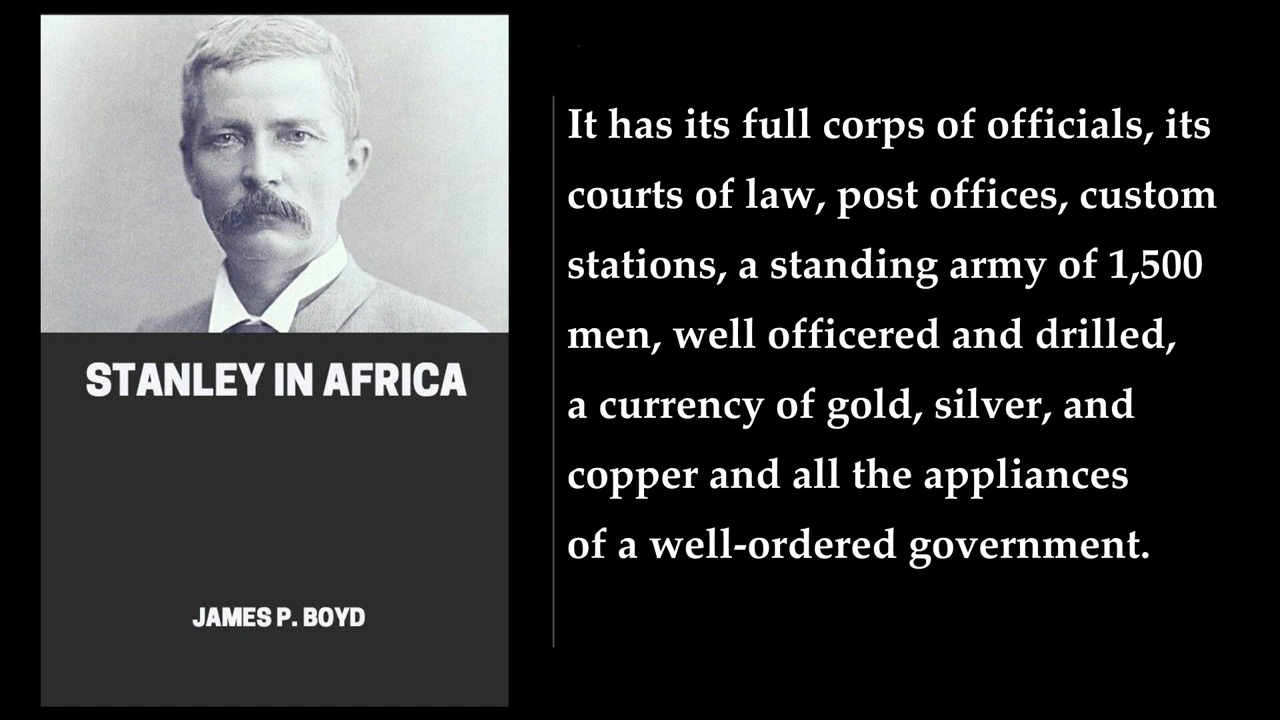 STANLEY IN AFRICA
JAMES P. BOYD
It has its full corps of officials, its
courts of law, post offices, custom
stations, a standing army of 1,500
men, well officered and drilled,
a currency of gold, silver, and
copper and all the appliances
of a well-ordered government.